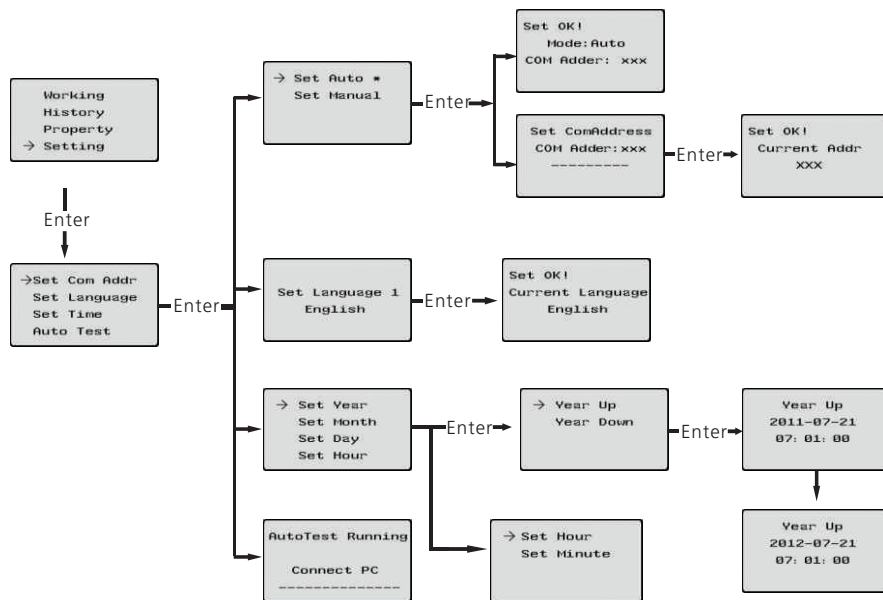 Working
History
Property
→ Setting
Enter
→Set Com Addr
Set Language
Set Time
Auto Test
Enter
→ Set Auto *
Set Manual
Enter
Set OK!
Mode:Auto
COM Adder: xxx
Set ComAddress
COM Adder:xxx
---------
Enter
Set OK!
Current Addr
XXX
Set Language 1
English
Enter
Set OK!
Current Language
English
→ Set Year
Set Month
Set Day
Set Hour
Enter
→ Year Up
Year Down
Enter
Year Up
2011-07-21
07: 01: 00
Year Up
2012-07-21
07: 01: 00
→ Set Hour
Set Minute
AutoTest Running
Connect PC
--------------